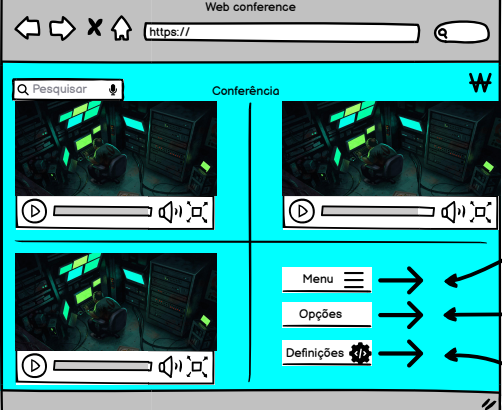 Web conference
https://
Pesquisar
Conferência
Menu
Opções
Definições